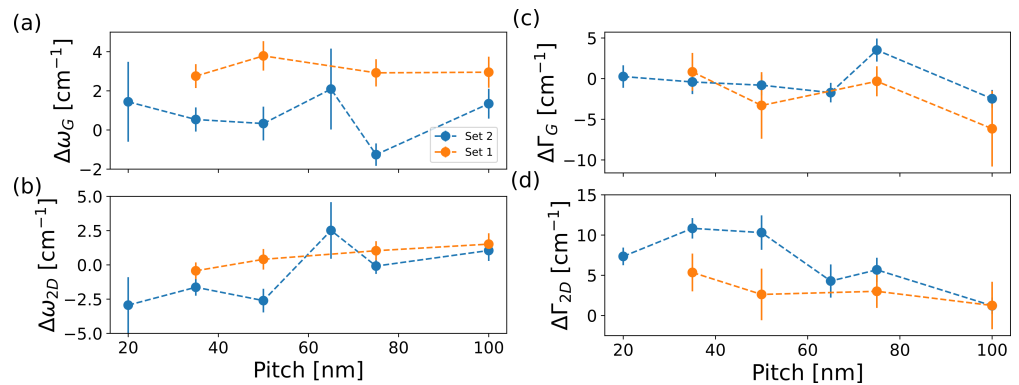 (a)
4
2
0
−2
Δω_G [cm⁻¹]
Set 2
Set 1
(b)
5.0
2.5
0.0
−2.5
−5.0
Δω_2D [cm⁻¹]
20 40 60 80 100
Pitch [nm]
(c)
5
0
−5
−10
ΔΓ_G [cm⁻¹]
(d)
15
10
5
0
ΔΓ_2D [cm⁻¹]
20 40 60 80 100
Pitch [nm]